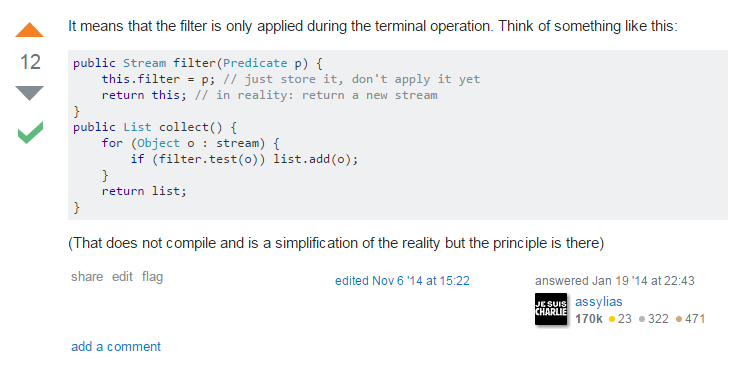 It means that the filter is only applied during the terminal operation. Think of something like this:
12
public Stream filter(Predicate p) {
    this.filter = p; // just store it, don't apply it yet
    return this; // in reality: return a new stream
}
public List collect() {
    for (Object o : stream) {
        if (filter.test(o)) list.add(o);
    }
    return list;
}
(That does not compile and is a simplification of the reality but the principle is there)
share edit flag
edited Nov 6 '14 at 15:22
answered Jan 19 '14 at 22:43
JE SUIS
CHARLIE
assylias
170k ●23 ●322 ●471
add a comment